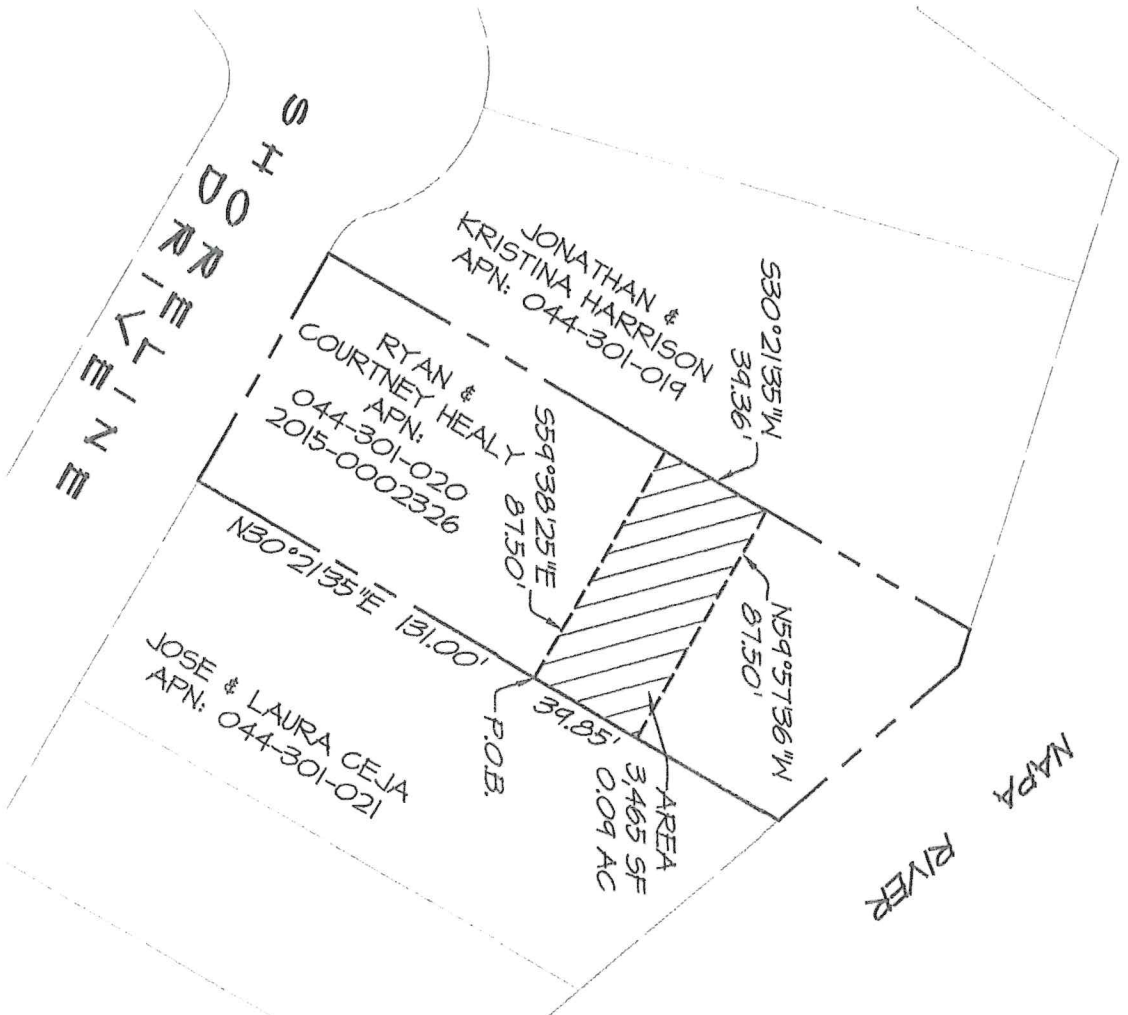 SHORELINE
DRIVE
JONATHAN &
KRISTINA HARRISON
APN: 044-301-019
S30°21'35"W
39.36'
RYAN &
COURTNEY HEALY
APN:
044-301-020
2015-0002326
S59°38'25"E
87.50'
N59°57'36"W
87.50'
N30°21'35"E 131.00'
39.85'
P.O.B.
AREA
3,465 SF
0.09 AC
JOSE & LAURA CEJA
APN: 044-301-021
NAPA
RIVER